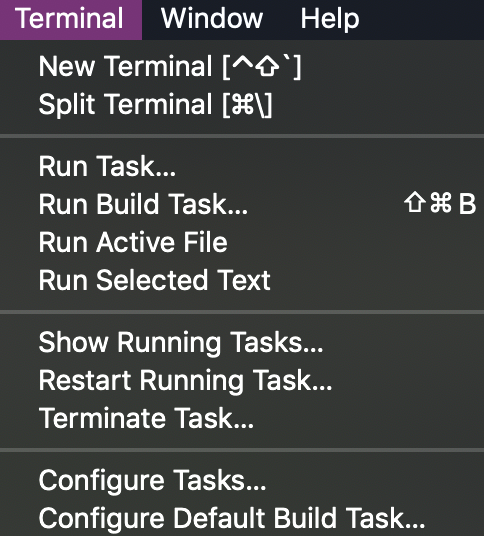 Terminal Window Help
New Terminal [^⇧`]
Split Terminal [⌘\]
Run Task...
Run Build Task... ⇧⌘B
Run Active File
Run Selected Text
Show Running Tasks...
Restart Running Task...
Terminate Task...
Configure Tasks...
Configure Default Build Task...